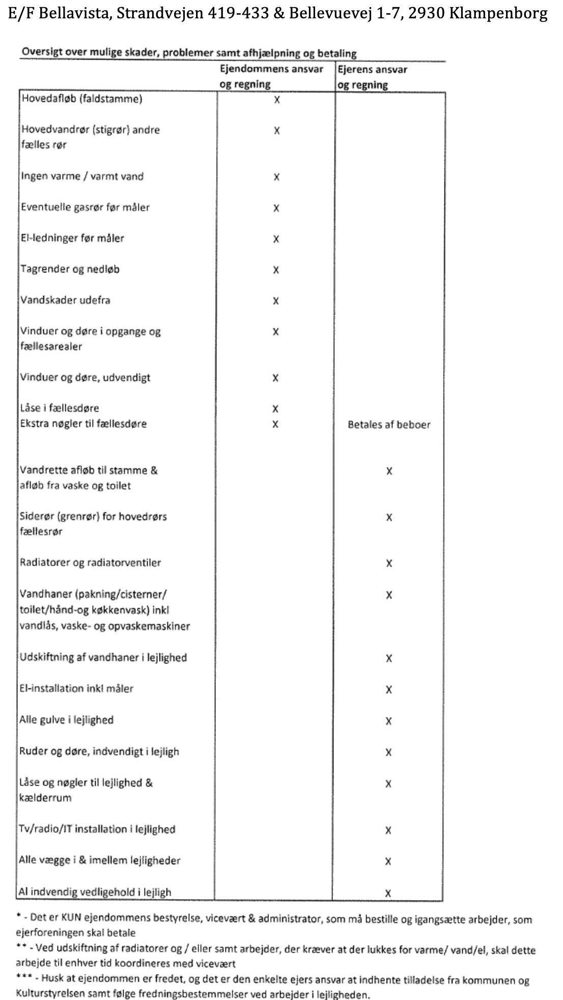 E/F Bellavista, Strandvejen 419-433 & Bellevuevej 1-7, 2930 Klampenborg
Oversigt over mulige skader, problemer samt afhjælpning og betaling
Ejendommens ansvar Ejerens ansvar
og regning og regning
Hovedafløb (faldstamme) X
Hovedvandrør (stigrør) andre X
fælles rør
Ingen varme / varmt vand X
Eventuelle gasrør før måler X
El-ledninger før måler X
Tagrender og nedløb X
Vandskader udefra X
Vinduer og døre i opgange og X
fællesarealer
Vinduer og døre, udvendigt X
Låse i fællesdøre X
Ekstra nøgler til fællesdøre X Betales af beboer
Vandrette afløb til stamme & X
afløb fra vaske og toilet
Siderør (grenrør) for hovedrørs X
fællesrør
Radiatorer og radiatorventiler X
Vandhaner (pakning/cisterner/ X
toilet/hånd-og køkkenvask) inkl
vandlås, vaske- og opvaskemaskiner
Udskiftning af vandhaner i lejlighed X
El-installation inkl måler X
Alle gulve i lejlighed X
Ruder og døre, indvendigt i lejligh X
Låse og nøgler til lejlighed & X
kælderrum
Tv/radio/IT installation i lejlighed X
Alle vægge i & imellem lejligheder X
Al indvendig vedligehold i lejligh X
* - Det er KUN ejendommens bestyrelse, vicevært & administrator, som må bestille og igangsætte arbejder, som
ejerforeningen skal betale
** - Ved udskiftning af radiatorer og / eller samt arbejder, der kræver at der lukkes for varme/ vand/el, skal dette
arbejde til enhver tid koordineres med vicevært
*** - Husk at ejendommen er fredet, og det er den enkelte ejers ansvar at indhente tilladelse fra kommunen og
Kulturstyrelsen samt følge fredningsbestemmelser ved arbejder i lejligheden.